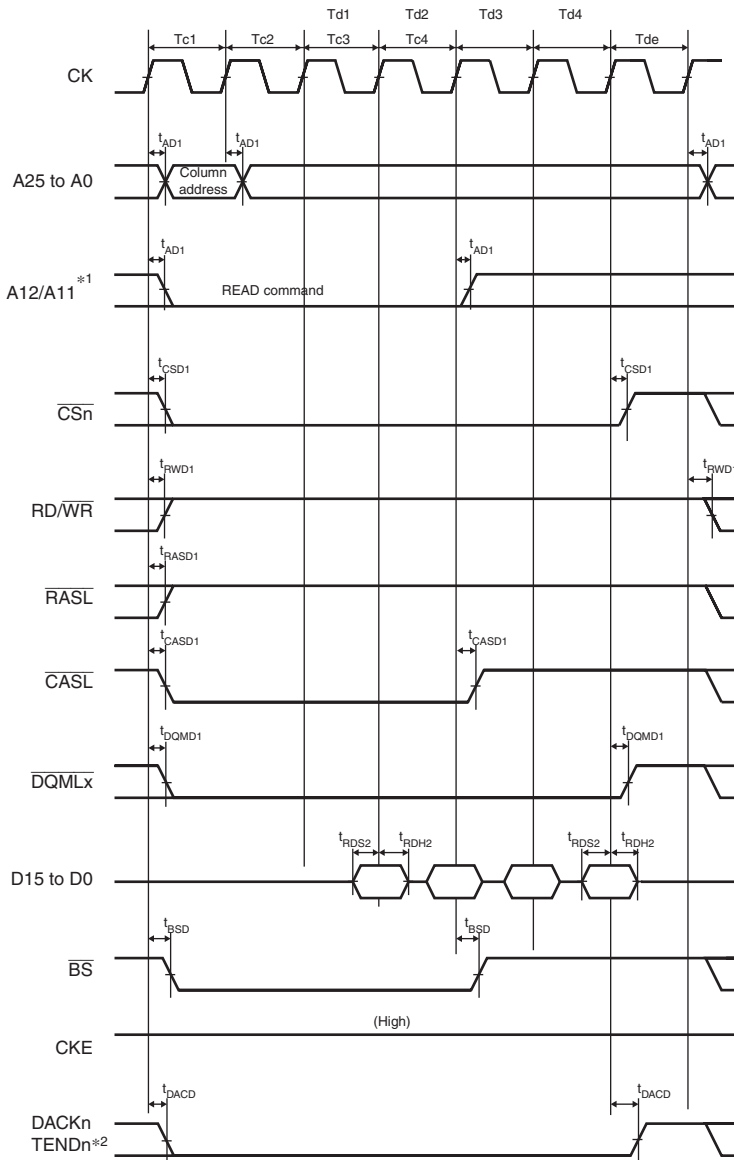 Td1 Td2 Td3 Td4
Tc1 Tc2 Tc3 Tc4 Tde
CK
tAD1 tAD1 tAD1
A25 to A0
Column
address
tAD1 tAD1
A12/A11 *1
READ command
tCSD1 tCSD1
CSn
tRWD1 tRWD1
RD/WR
tRASD1
RASL
tCASD1 tCASD1
CASL
tDQMD1 tDQMD1
DQMLx
tRDS2 tRDH2 tRDS2 tRDH2
D15 to D0
tBSD tBSD
BS
(High)
CKE
tDACD tDACD
DACKn
TENDn*2